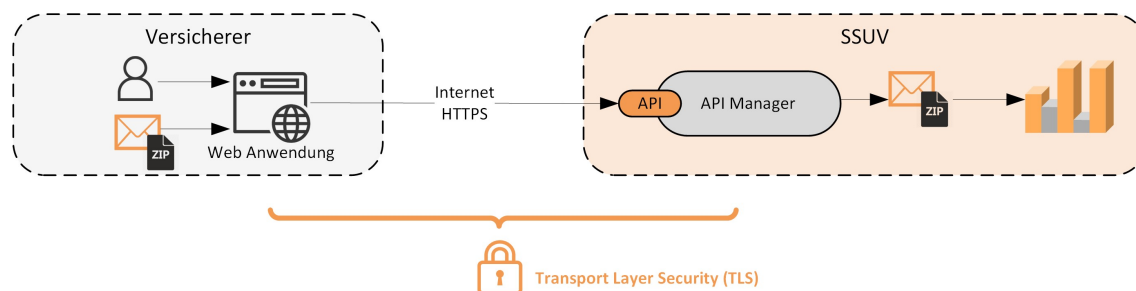 Versicherer
SSUV
Internet
HTTPS
API
API Manager
ZIP
ZIP
Web Anwendung
Transport Layer Security (TLS)